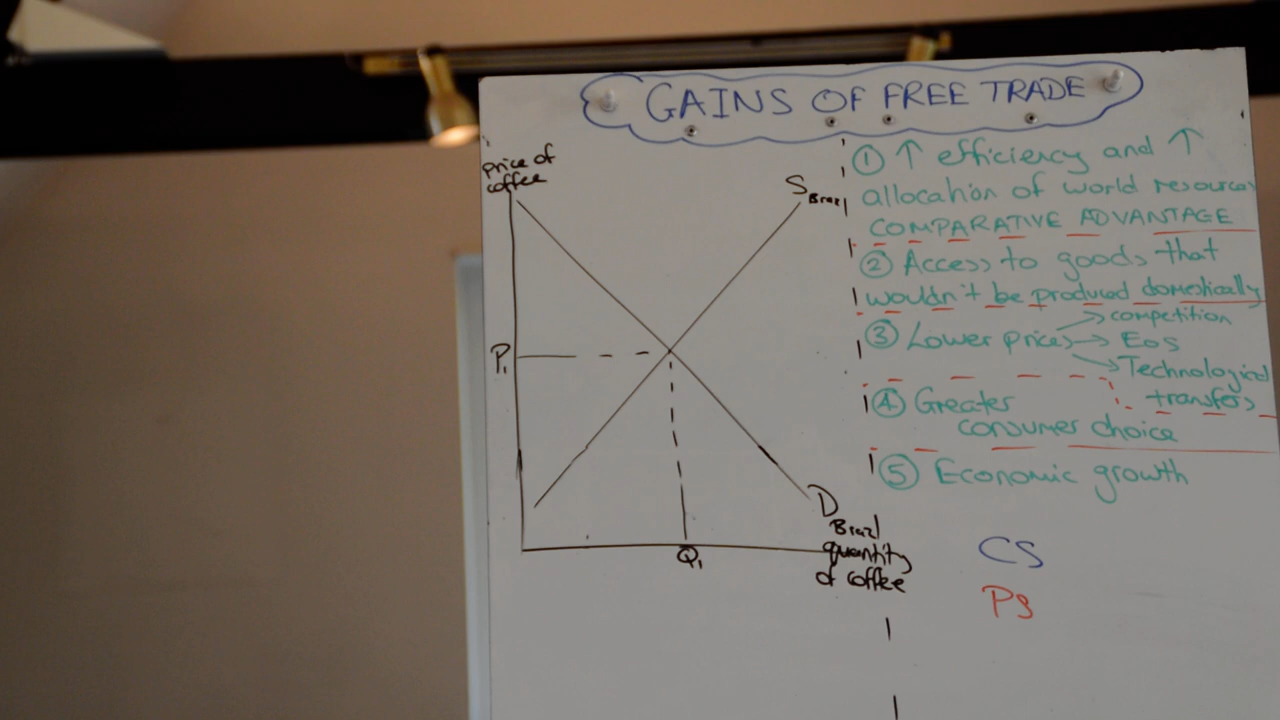 GAINS OF FREE TRADE
price of
coffee
S Brazil
P1
D
Brazil
Q1
quantity
of coffee
① ↑ efficiency and ↑
allocation of world resources
COMPARATIVE ADVANTAGE
② Access to goods that
wouldn't be produced domestically
③ Lower prices → competition
→ EoS
→ Technological
transfers
④ Greater
consumer choice
⑤ Economic growth
CS
PS